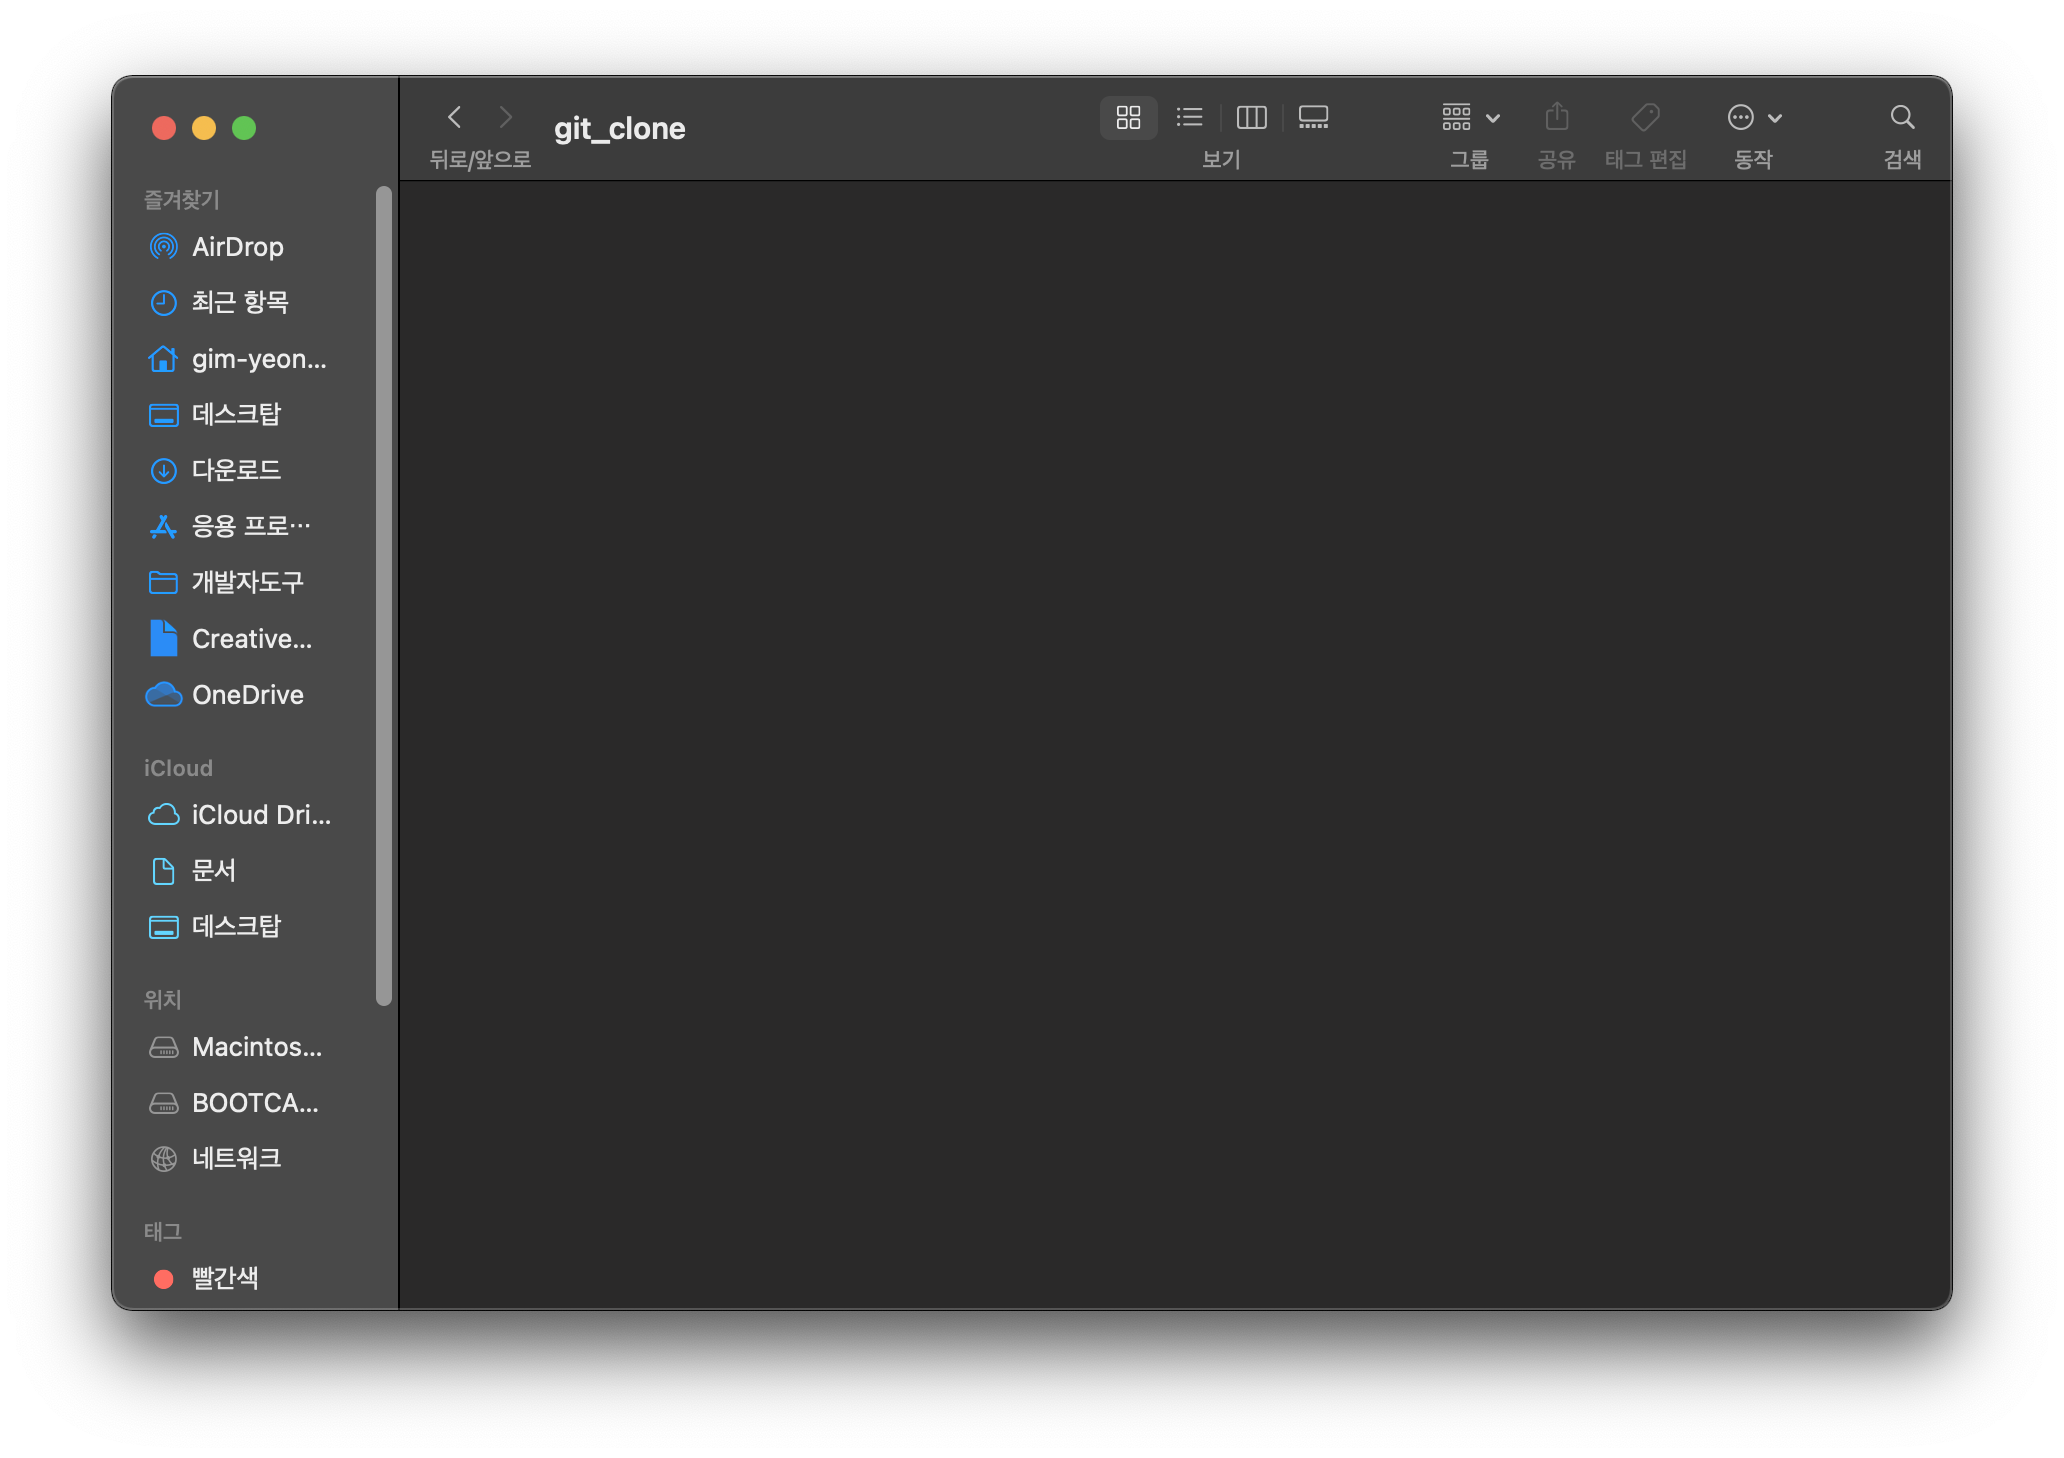 git_clone
뒤로/앞으로
보기
그룹
공유
태그 편집
동작
검색
즐겨찾기
AirDrop
최근 항목
gim-yeon...
데스크탑
다운로드
응용 프로...
개발자도구
Creative...
OneDrive
iCloud
iCloud Dri...
문서
데스크탑
위치
Macintos...
BOOTCA...
네트워크
태그
빨간색